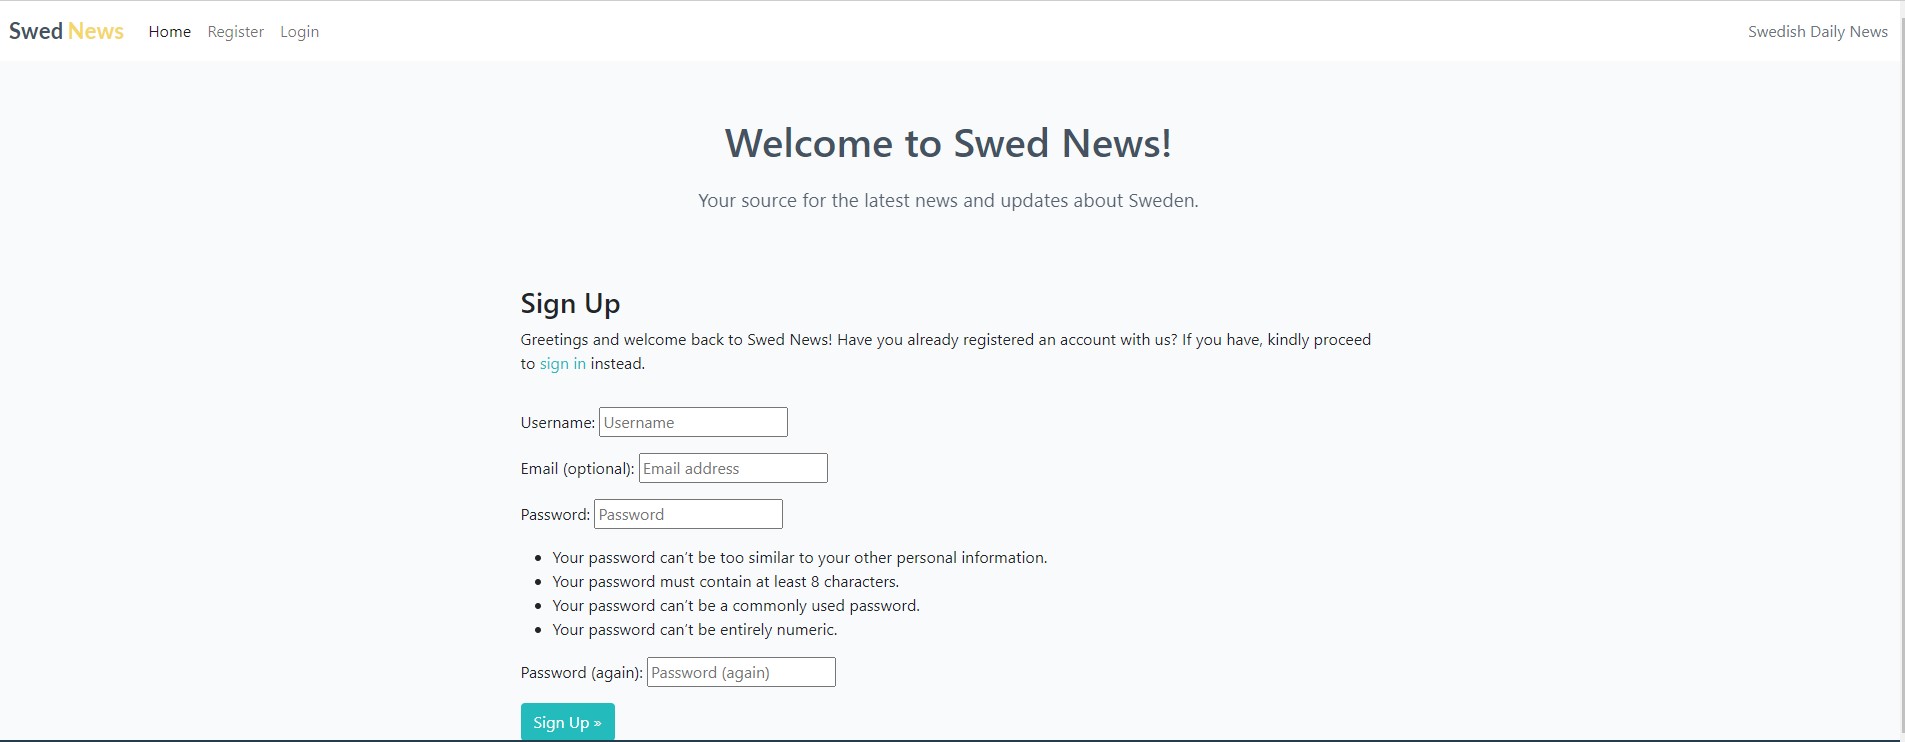 Swed News Home Register Login Swedish Daily News
Welcome to Swed News!
Your source for the latest news and updates about Sweden.
Sign Up
Greetings and welcome back to Swed News! Have you already registered an account with us? If you have, kindly proceed
to sign in instead.
Username: Username
Email (optional): Email address
Password: Password
• Your password can't be too similar to your other personal information.
• Your password must contain at least 8 characters.
• Your password can't be a commonly used password.
• Your password can't be entirely numeric.
Password (again): Password (again)
Sign Up »